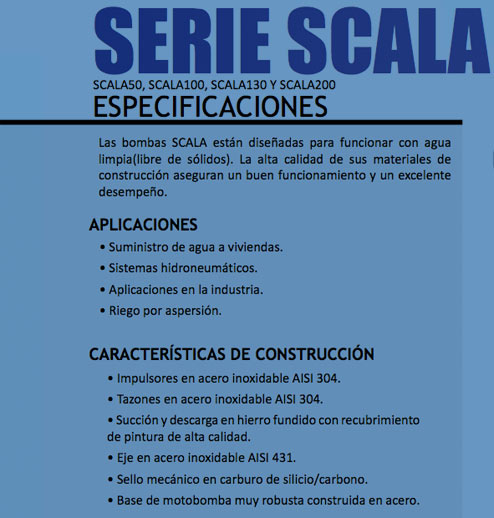 SERIE SCALA
SCALA50, SCALA100, SCALA130 Y SCALA200
ESPECIFICACIONES
Las bombas SCALA están diseñadas para funcionar con agua
limpia(libre de sólidos). La alta calidad de sus materiales de
construcción aseguran un buen funcionamiento y un excelente
desempeño.
APLICACIONES
• Suministro de agua a viviendas.
• Sistemas hidroneumáticos.
• Aplicaciones en la industria.
• Riego por aspersión.
CARACTERÍSTICAS DE CONSTRUCCIÓN
• Impulsores en acero inoxidable AISI 304.
• Tazones en acero inoxidable AISI 304.
• Succión y descarga en hierro fundido con recubrimiento
de pintura de alta calidad.
• Eje en acero inoxidable AISI 431.
• Sello mecánico en carburo de silicio/carbono.
• Base de motobomba muy robusta construida en acero.